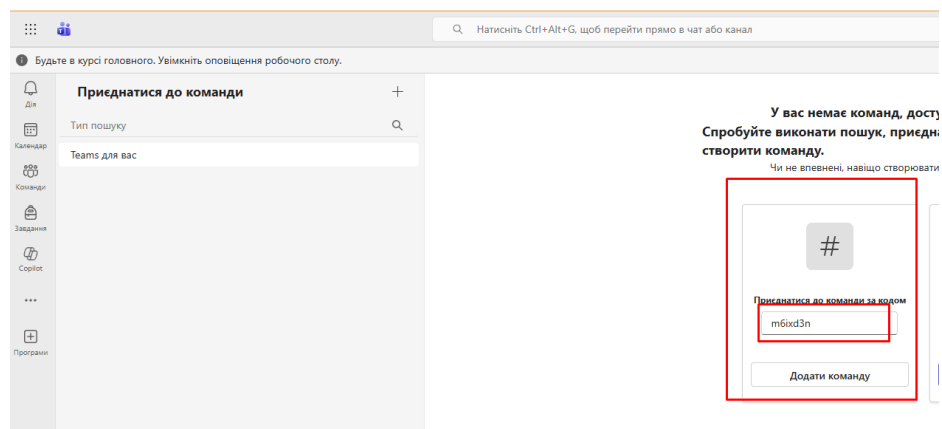 Натисніть Ctrl+Alt+G, щоб перейти прямо в чат або канал
Будьте в курсі головного. Увімкніть оповіщення робочого столу.
Дія
Календар
Команди
Завдання
Copilot
Програми
Приєднатися до команди
Тип пошуку
Teams для вас
У вас немає команд, дост
Спробуйте виконати пошук, приєдн
створити команду.
Чи не впевнені, навіщо створювати
#
Приєднатися до команди за кодом
m6ixd3n
Додати команду